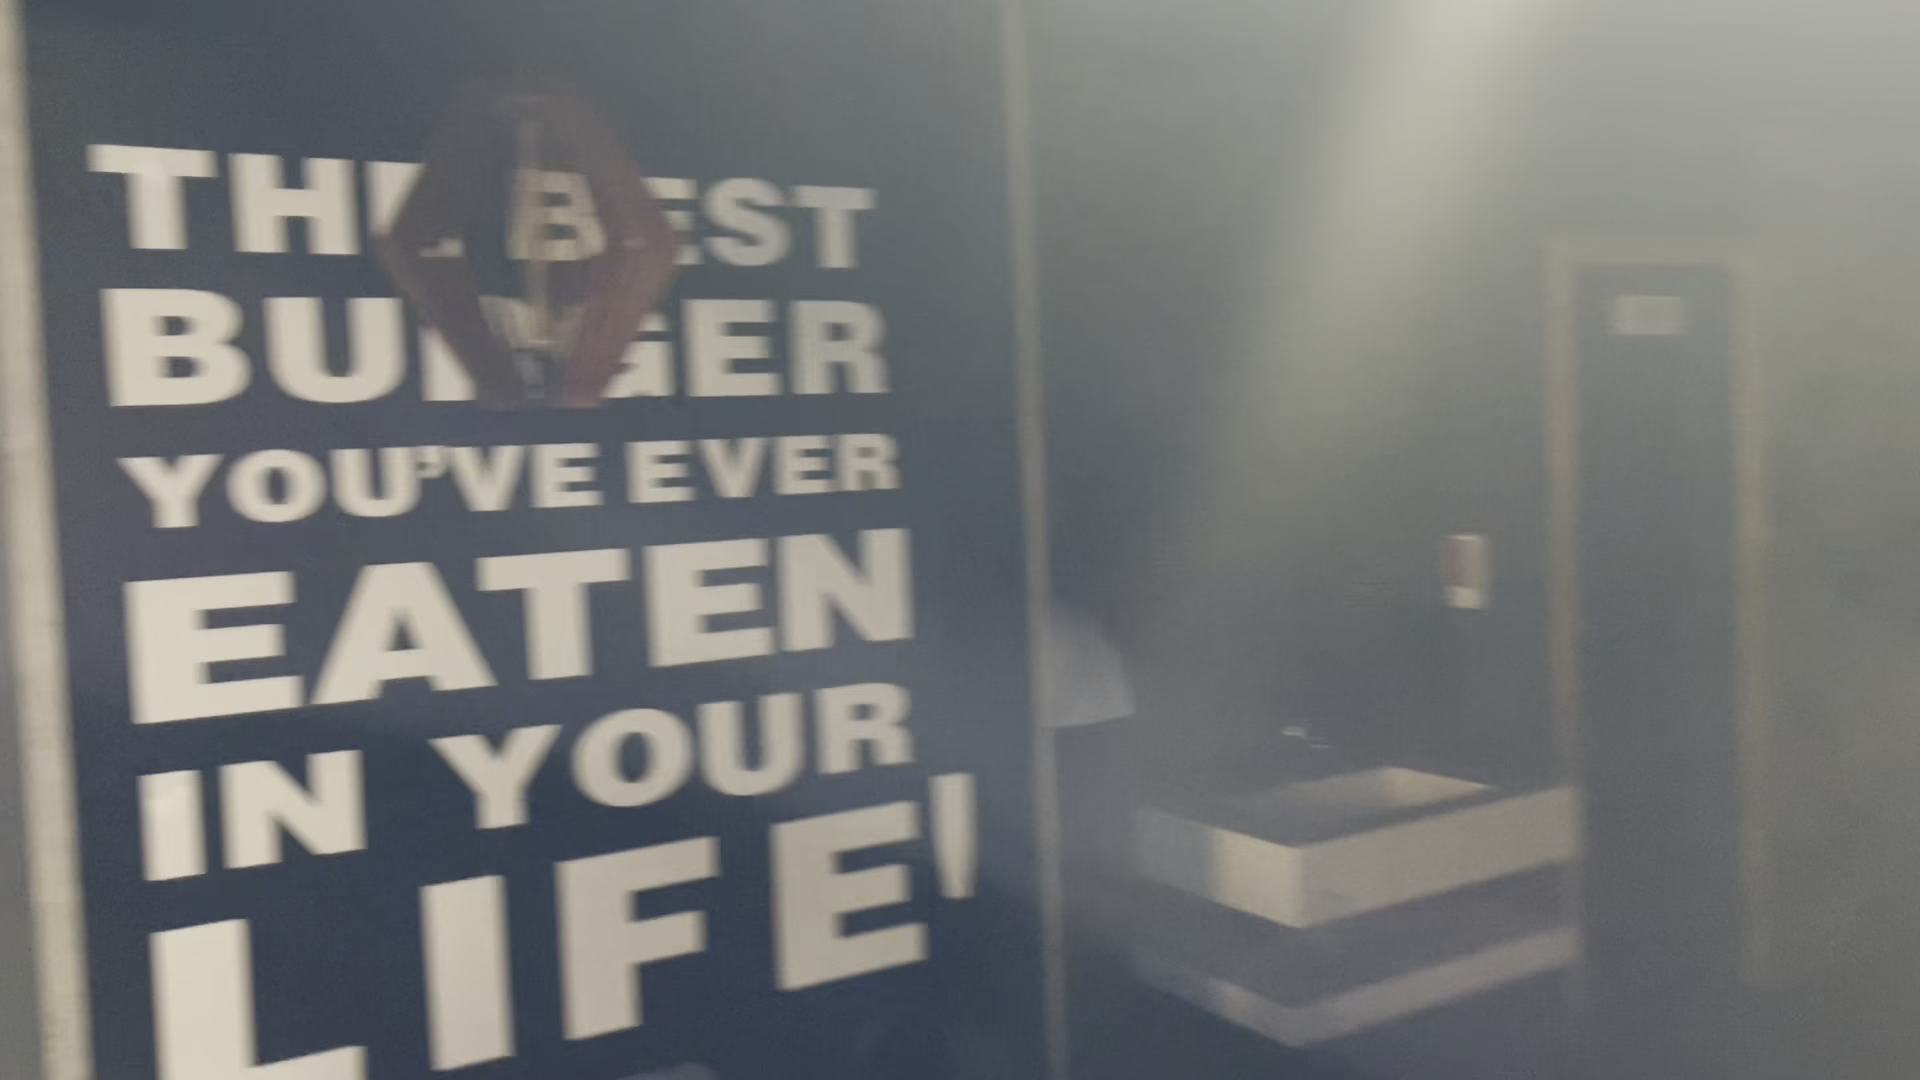 THE BEST
BURGER
YOU'VE EVER
EATEN
IN YOUR
LIFE!